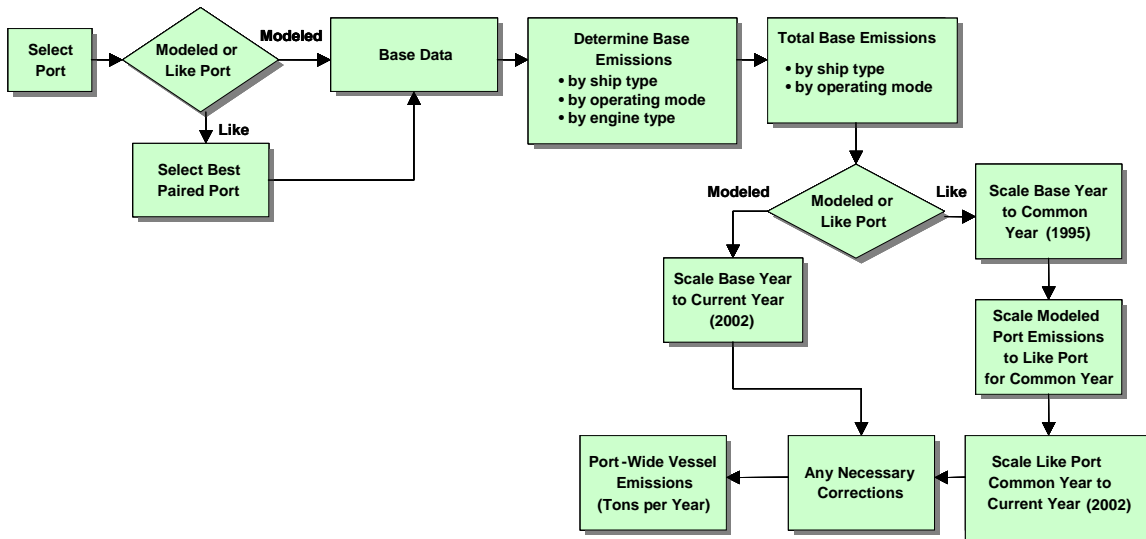 Select
Port
Modeled or
Like Port
Modeled
Like
Select Best
Paired Port
Base Data
Determine Base
Emissions
• by ship type
• by operating mode
• by engine type
Total Base Emissions
• by ship type
• by operating mode
Modeled or
Like Port
Modeled
Like
Scale Base Year
to Current Year
(2002)
Scale Base Year
to Common
Year (1995)
Scale Modeled
Port Emissions
to Like Port
for Common Year
Scale Like Port
Common Year to
Current Year (2002)
Any Necessary
Corrections
Port-Wide Vessel
Emissions
(Tons per Year)